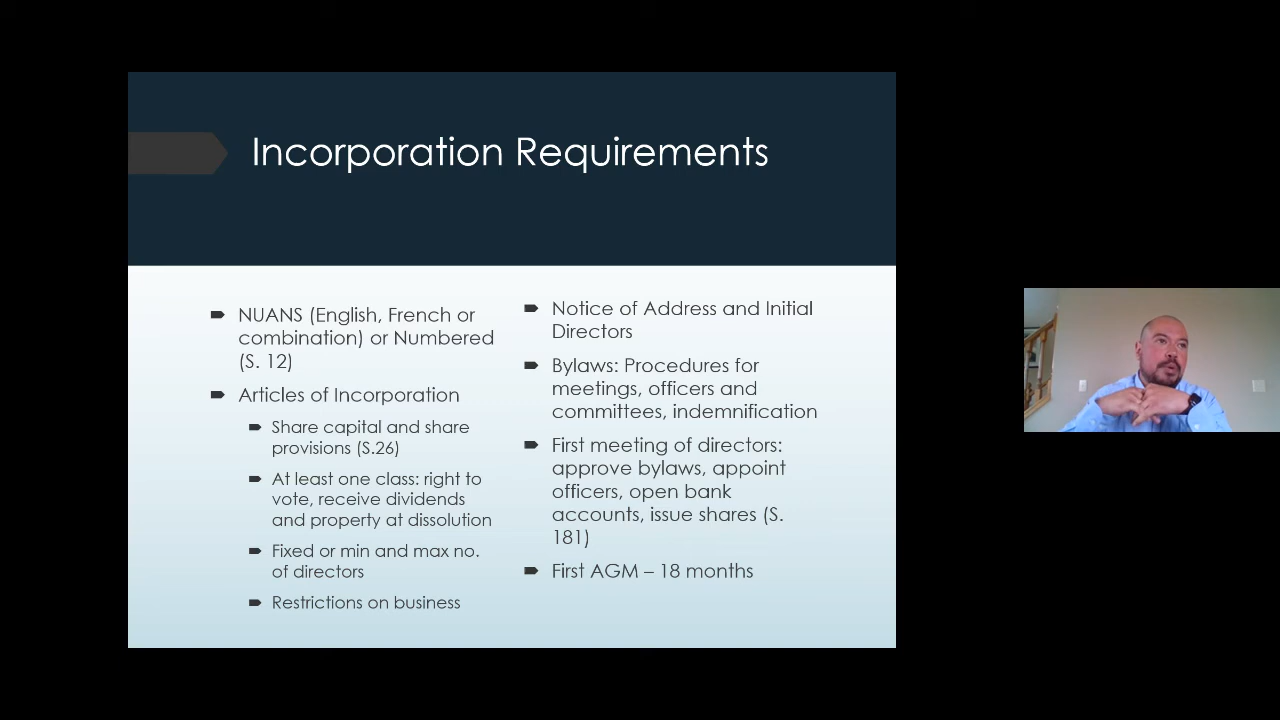 Incorporation Requirements
NUANS (English, French or
combination) or Numbered
(S. 12)
Articles of Incorporation
Share capital and share
provisions (S.26)
At least one class: right to
vote, receive dividends
and property at dissolution
Fixed or min and max no.
of directors
Restrictions on business
Notice of Address and Initial
Directors
Bylaws: Procedures for
meetings, officers and
committees, indemnification
First meeting of directors:
approve bylaws, appoint
officers, open bank
accounts, issue shares (S.
181)
First AGM – 18 months